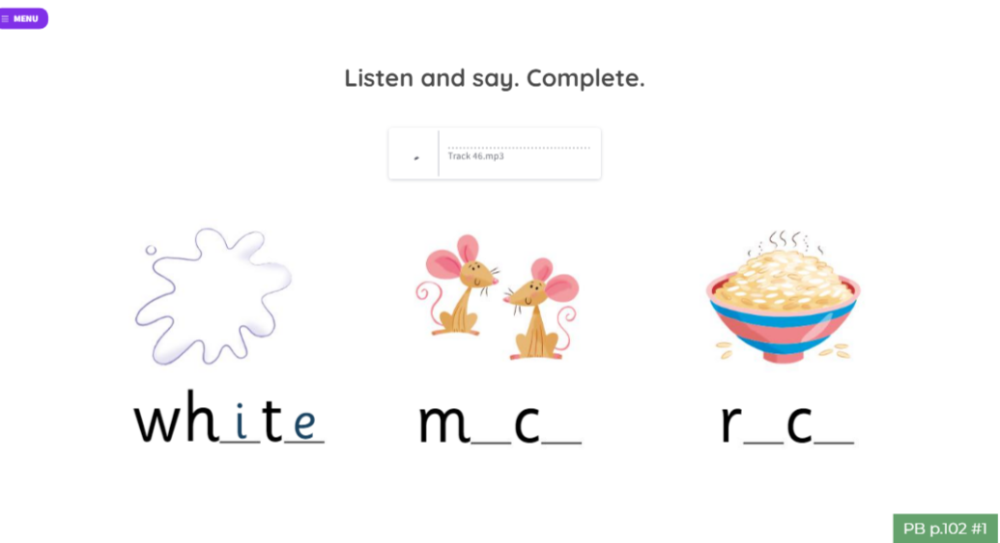 MENU
Listen and say. Complete.
Track 46.mp3
wh_i_t_e_ m__c__ r__c__
PB p.102 #1